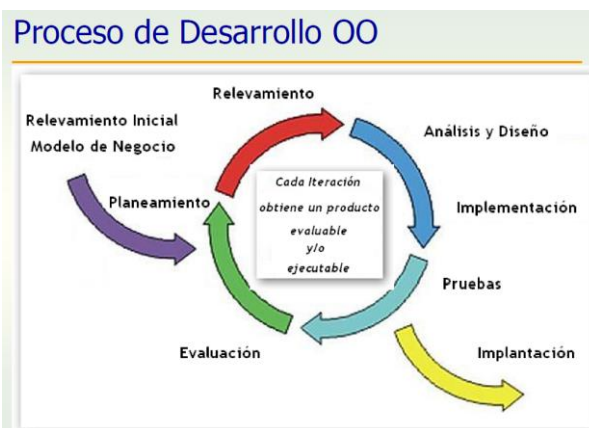 Proceso de Desarrollo OO
Relevamiento
Relevamiento Inicial
Modelo de Negocio
Análisis y Diseño
Planeamiento
Cada Iteración
obtiene un producto
evaluable
y/o
ejecutable
Implementación
Pruebas
Evaluación
Implantación